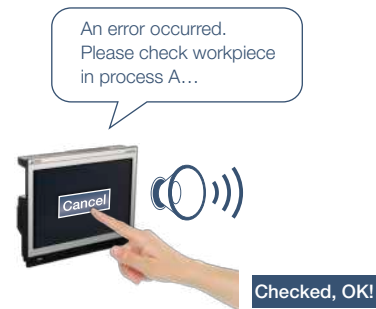 An error occurred.
Please check workpiece
in process A…
Cancel
Checked, OK!